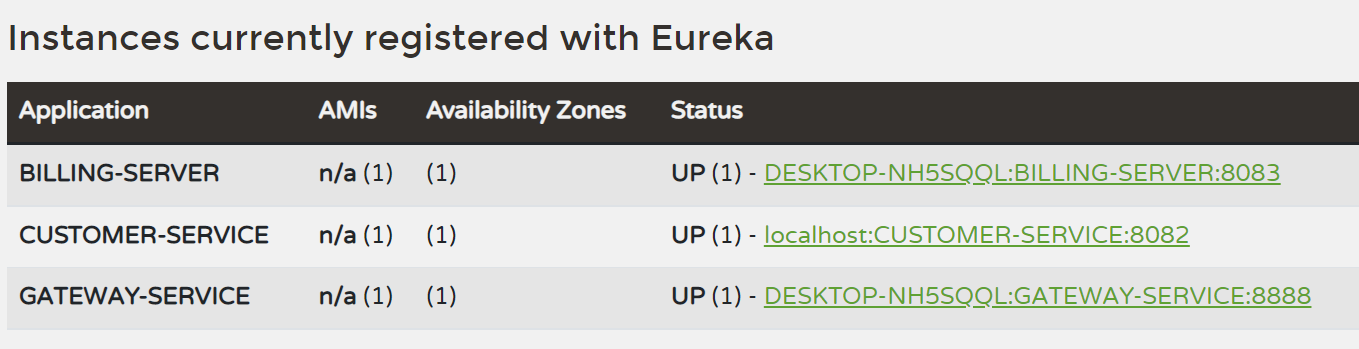 Instances currently registered with Eureka
Application AMIs Availability Zones Status
BILLING-SERVER n/a (1) (1) UP (1) - DESKTOP-NH5SQQL:BILLING-SERVER:8083
CUSTOMER-SERVICE n/a (1) (1) UP (1) - localhost:CUSTOMER-SERVICE:8082
GATEWAY-SERVICE n/a (1) (1) UP (1) - DESKTOP-NH5SQQL:GATEWAY-SERVICE:8888